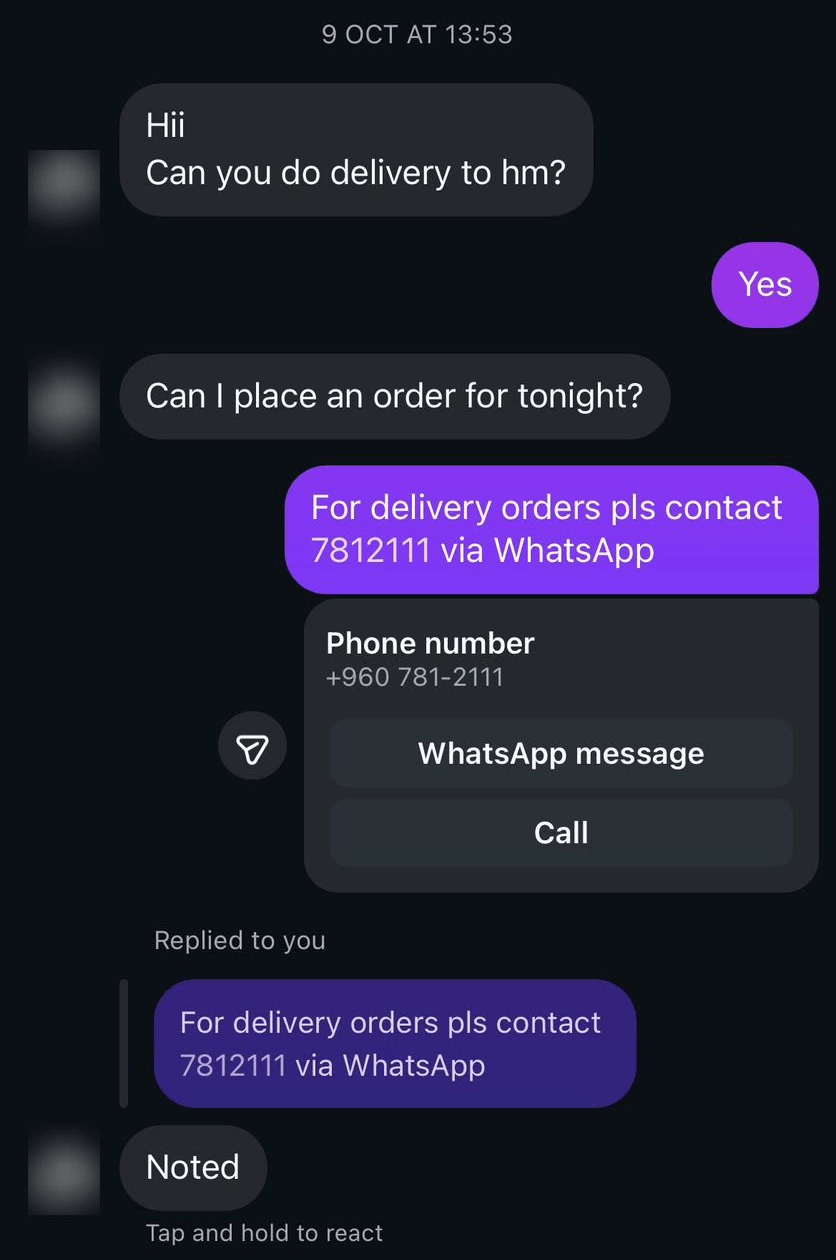 9 OCT AT 13:53
Hii
Can you do delivery to hm?
Yes
Can I place an order for tonight?
For delivery orders pls contact
7812111 via WhatsApp
Phone number
+960 781-2111
WhatsApp message
Call
Replied to you
For delivery orders pls contact
7812111 via WhatsApp
Noted
Tap and hold to react